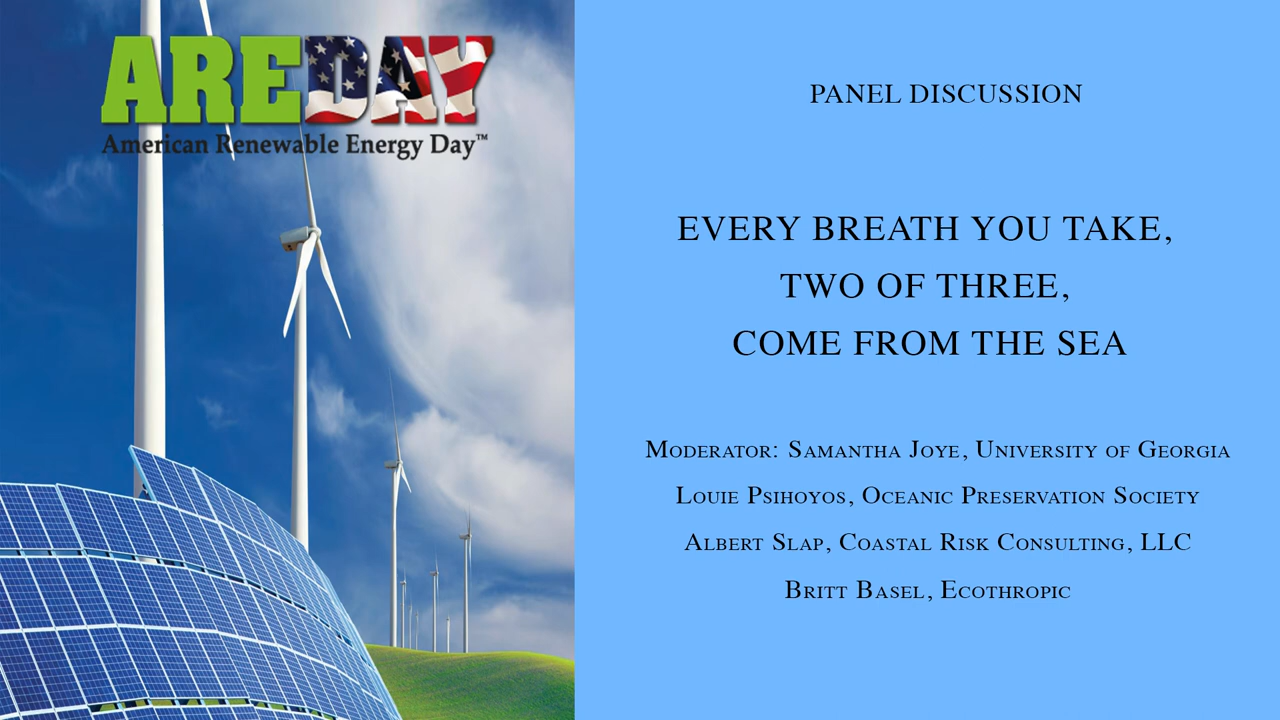 AREDAY
American Renewable Energy Day™
PANEL DISCUSSION
EVERY BREATH YOU TAKE,
TWO OF THREE,
COME FROM THE SEA
Moderator: Samantha Joye, University of Georgia
Louie Psihoyos, Oceanic Preservation Society
Albert Slap, Coastal Risk Consulting, LLC
Britt Basel, Ecothropic